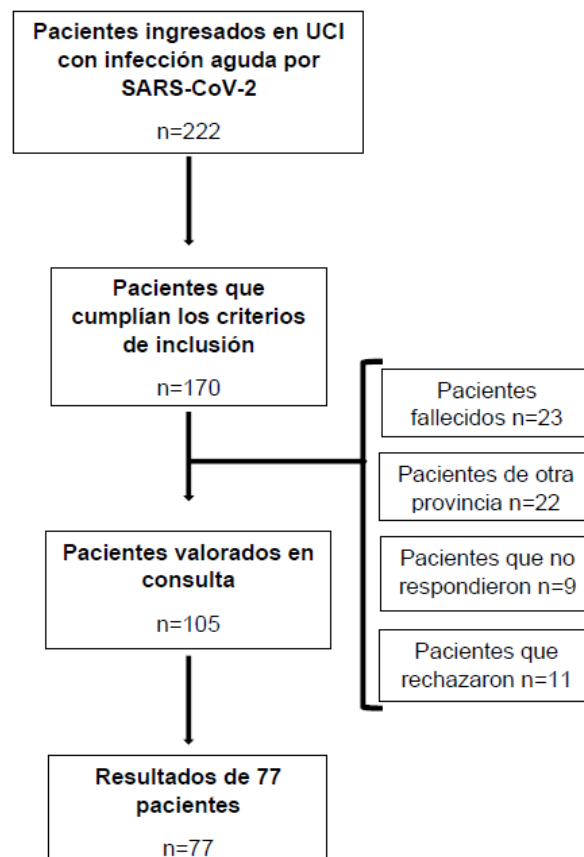 Pacientes ingresados en UCI
con infección aguda por
SARS-CoV-2
n=222
Pacientes que
cumplían los criterios
de inclusión
n=170
Pacientes
fallecidos n=23
Pacientes de otra
provincia n=22
Pacientes que no
respondieron n=9
Pacientes que
rechazaron n=11
Pacientes valorados en
consulta
n=105
Resultados de 77
pacientes
n=77